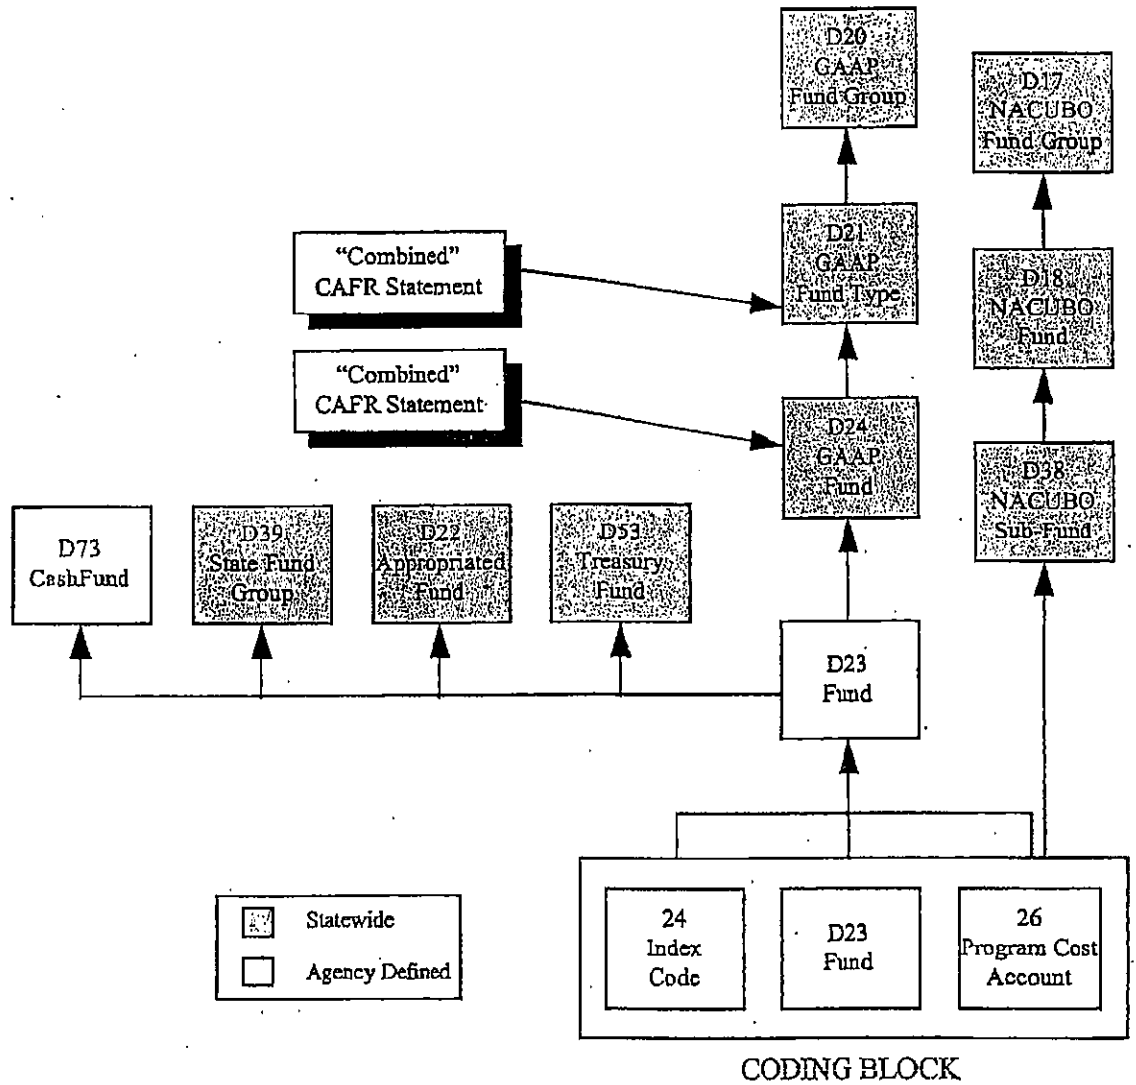 D20
GAAP
Fund Group
D17
NACUBO
Fund Group
D21
GAAP
Fund Type
"Combined"
CAFR Statement
D18
NACUBO
Fund
"Combined"
CAFR Statement
D24
GAAP
Fund
D38
NACUBO
Sub-Fund
D73
CashFund
D39
State Fund
Group
D22
Appropriated
Fund
D53
Treasury
Fund
D23
Fund
Statewide
Agency Defined
24
Index
Code
D23
Fund
26
Program Cost
Account
CODING BLOCK